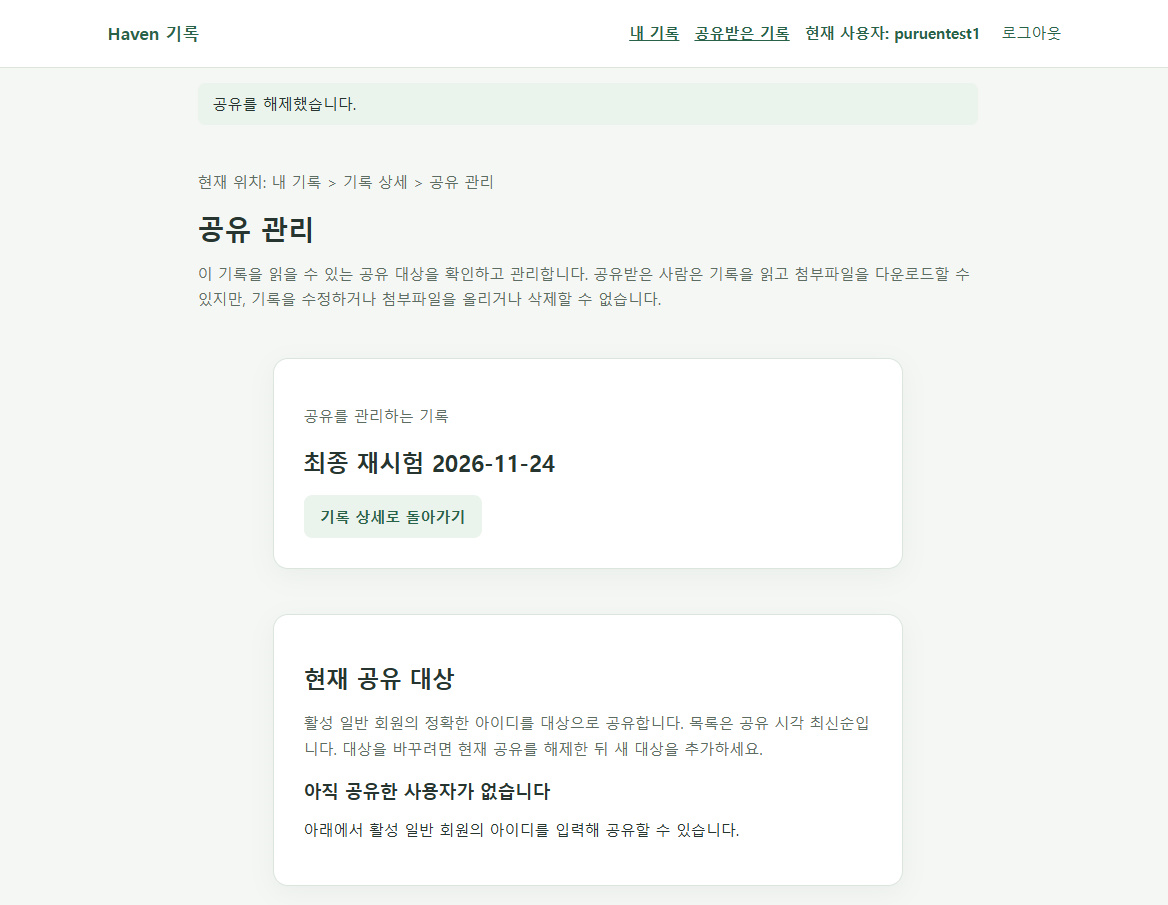 Haven 기록
내 기록 공유받은 기록 현재 사용자: puruentest1 로그아웃
공유를 해제했습니다.
현재 위치: 내 기록 > 기록 상세 > 공유 관리
공유 관리
이 기록을 읽을 수 있는 공유 대상을 확인하고 관리합니다. 공유받은 사람은 기록을 읽고 첨부파일을 다운로드할 수
있지만, 기록을 수정하거나 첨부파일을 올리거나 삭제할 수 없습니다.
공유를 관리하는 기록
최종 재시험 2026-11-24
기록 상세로 돌아가기
현재 공유 대상
활성 일반 회원의 정확한 아이디를 대상으로 공유합니다. 목록은 공유 시각 최신순입
니다. 대상을 바꾸려면 현재 공유를 해제한 뒤 새 대상을 추가하세요.
아직 공유한 사용자가 없습니다
아래에서 활성 일반 회원의 아이디를 입력해 공유할 수 있습니다.